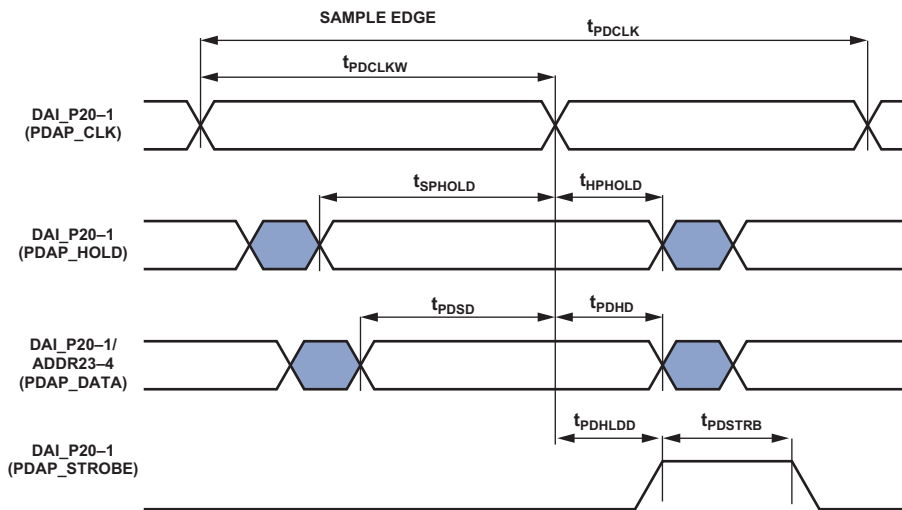 SAMPLE EDGE
tPDCLK
tPDCLKW
DAI_P20–1
(PDAP_CLK)
tSPHOLD
tHPHOLD
DAI_P20–1
(PDAP_HOLD)
tPDSD
tPDHD
DAI_P20–1/
ADDR23–4
(PDAP_DATA)
tPDHLDD
tPDSTRB
DAI_P20–1
(PDAP_STROBE)